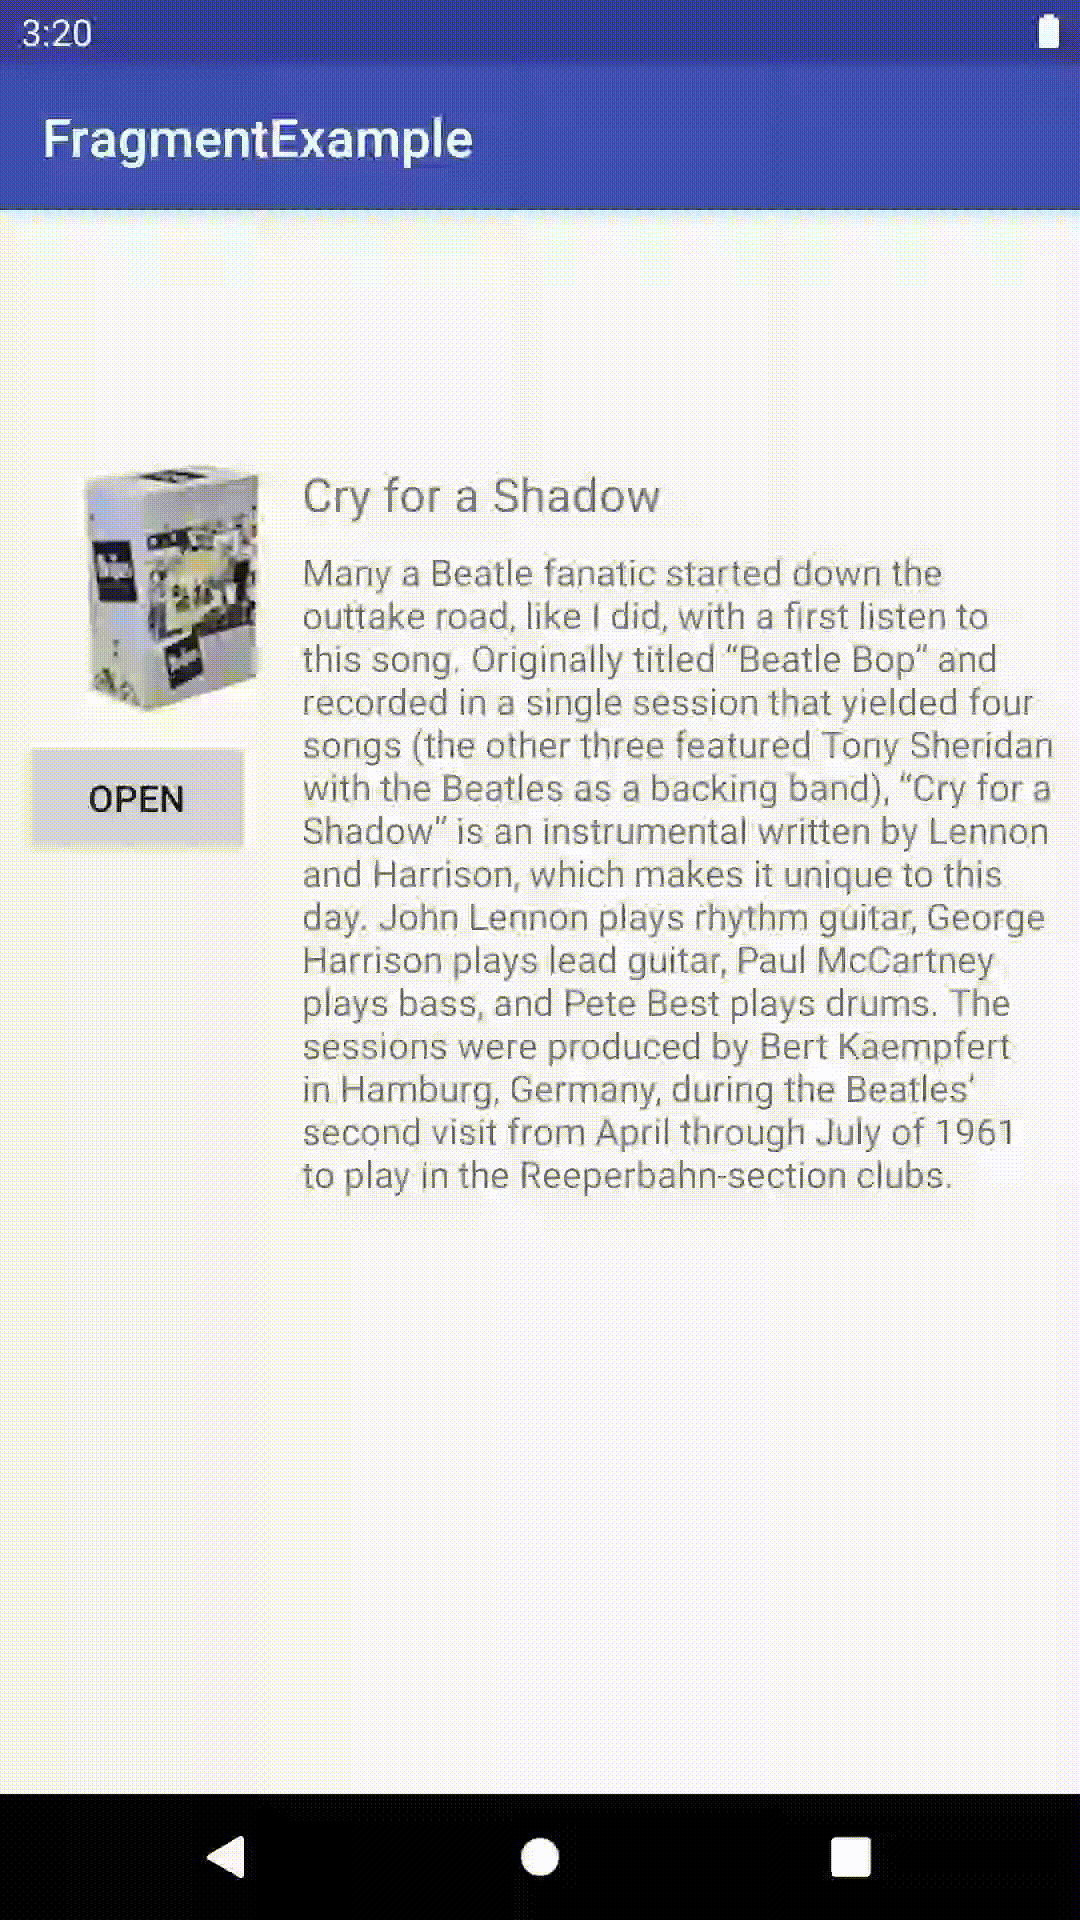 3:20
FragmentExample
Cry for a Shadow
Many a Beatle fanatic started down the
outtake road, like I did, with a first listen to
this song. Originally titled “Beatle Bop” and
recorded in a single session that yielded four
songs (the other three featured Tony Sheridan
with the Beatles as a backing band), “Cry for a
Shadow” is an instrumental written by Lennon
and Harrison, which makes it unique to this
day. John Lennon plays rhythm guitar, George
Harrison plays lead guitar, Paul McCartney
plays bass, and Pete Best plays drums. The
sessions were produced by Bert Kaempfert
in Hamburg, Germany, during the Beatles’
second visit from April through July of 1961
to play in the Reeperbahn-section clubs.
OPEN